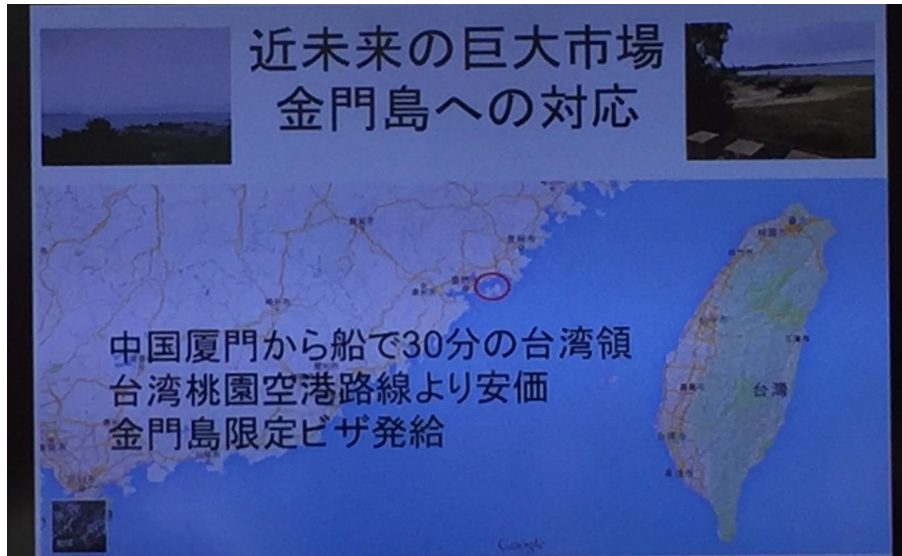 近未来の巨大市場
金門島への対応
中国厦門から船で30分の台湾領
台湾桃園空港路線より安価
金門島限定ビザ発給
台灣
Google